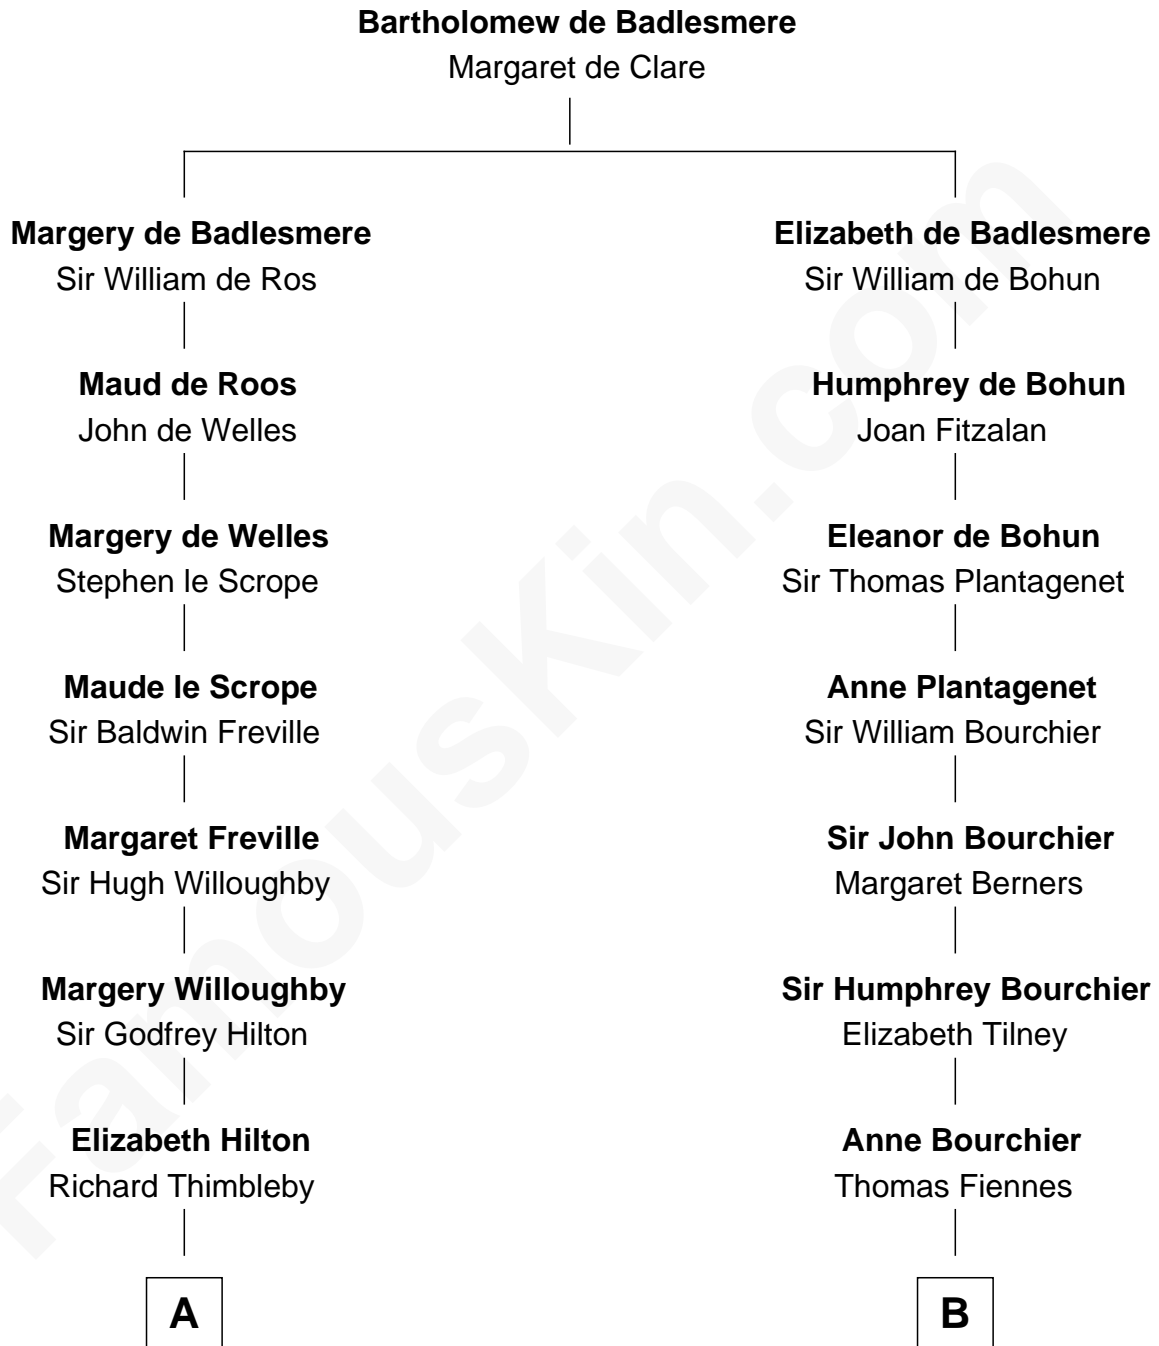 Bartholomew de Badlesmere
Margaret de Clare
Margery de Badlesmere
Sir William de Ros
Elizabeth de Badlesmere
Sir William de Bohun
Maud de Roos
John de Welles
Humphrey de Bohun
Joan Fitzalan
Margery de Welles
Stephen le Scrope
Eleanor de Bohun
Sir Thomas Plantagenet
Maude le Scrope
Sir Baldwin Freville
Anne Plantagenet
Sir William Bourchier
Margaret Freville
Sir Hugh Willoughby
Sir John Bourchier
Margaret Berners
Margery Willoughby
Sir Godfrey Hilton
Sir Humphrey Bourchier
Elizabeth Tilney
Elizabeth Hilton
Richard Thimbleby
Anne Bourchier
Thomas Fiennes
A
B
FamousKin.com